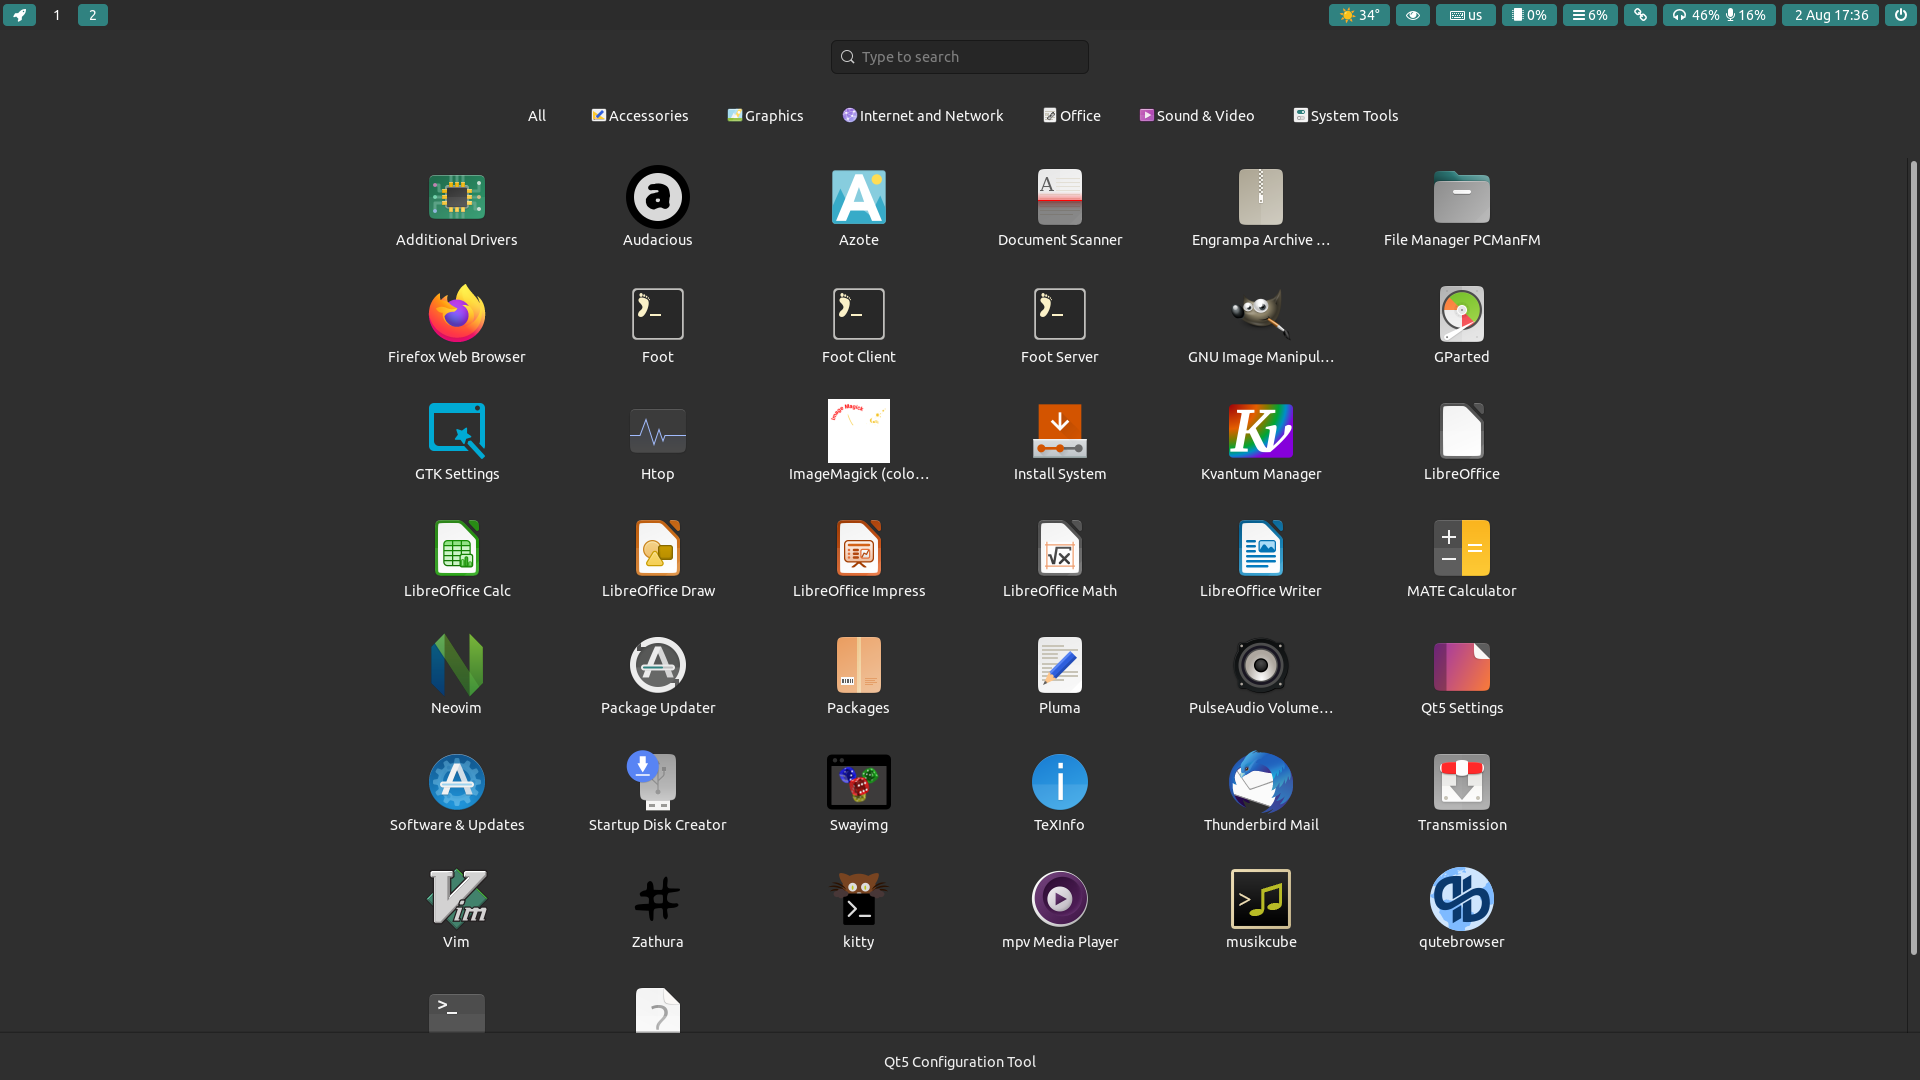 1 2 34° us 0% 6% 46% 16% 2 Aug 17:36
Type to search
All Accessories Graphics Internet and Network Office Sound & Video System Tools
Additional Drivers Audacious Azote Document Scanner Engrampa Archive ... File Manager PCManFM
Firefox Web Browser Foot Foot Client Foot Server GNU Image Manipul... GParted
GTK Settings Htop ImageMagick (colo... Install System Kvantum Manager LibreOffice
LibreOffice Calc LibreOffice Draw LibreOffice Impress LibreOffice Math LibreOffice Writer MATE Calculator
Neovim Package Updater Packages Pluma PulseAudio Volume... Qt5 Settings
Software & Updates Startup Disk Creator Swayimg TeXInfo Thunderbird Mail Transmission
Vim Zathura kitty mpv Media Player musikcube qutebrowser
Qt5 Configuration Tool